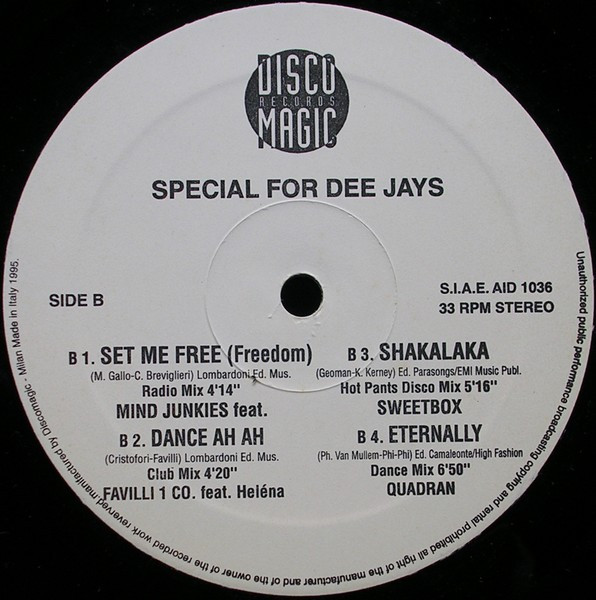 DISCO
RECORDS
MAGIC
SPECIAL FOR DEE JAYS
SIDE B
S.I.A.E. AID 1036
33 RPM STEREO
B 1. SET ME FREE (Freedom)
(M. Gallo-C. Breviglieri) Lombardoni Ed. Mus.
Radio Mix 4'14"
MIND JUNKIES feat.
B 2. DANCE AH AH
(Cristofori-Favilli) Lombardoni Ed. Mus.
Club Mix 4'20"
FAVILLI 1 CO. feat. Heléna
B 3. SHAKALAKA
(Geoman-K. Kerney) Ed. Parasongs/EMI Music Publ.
Hot Pants Disco Mix 5'16"
SWEETBOX
B 4. ETERNALLY
(Ph. Van Mullem-Phi-Phi) Ed. Camaleonte/High Fashion
Dance Mix 6'50"
QUADRAN
Unauthorized public performance broadcasting copying and rental prohibited all right of the manufacturer and of the owner of the recorded work reverved.manifactured by Discomagic - Milan Made in Italy 1995.